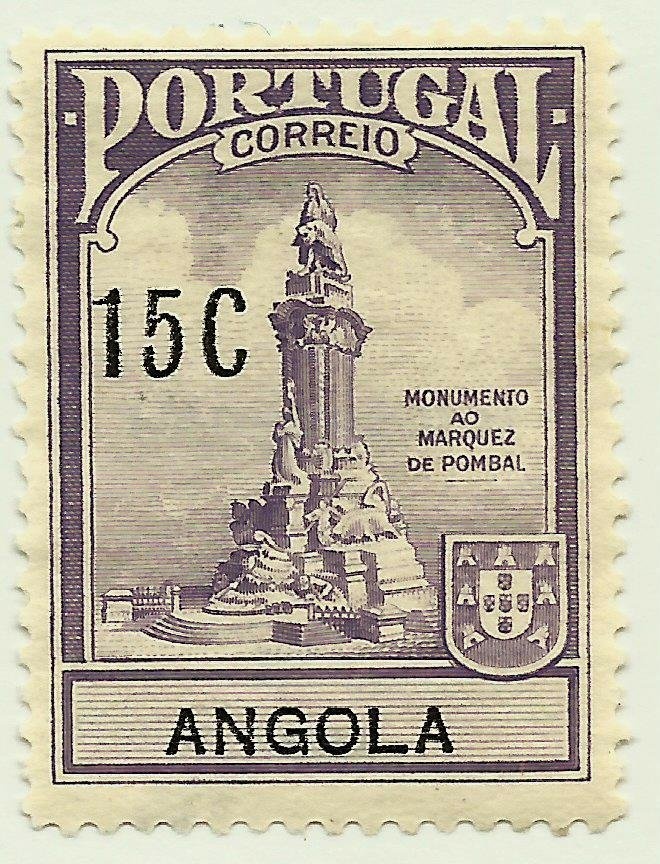 PORTUGAL
CORREIO
15C
MONUMENTO
AO
MARQUEZ
DE POMBAL
ANGOLA